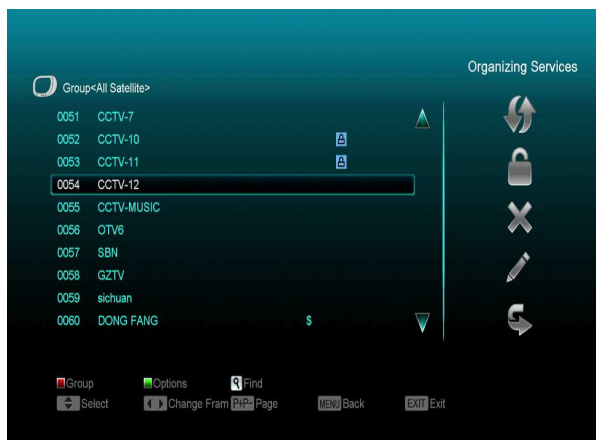 Organizing Services
Group<All Satellite>
0051 CCTV-7
0052 CCTV-10
0053 CCTV-11
0054 CCTV-12
0055 CCTV-MUSIC
0056 OTV6
0057 SBN
0058 GZTV
0059 sichuan
0060 DONG FANG $
Group Options Find
Select Change Fram P+P- Page MENU Back EXIT Exit